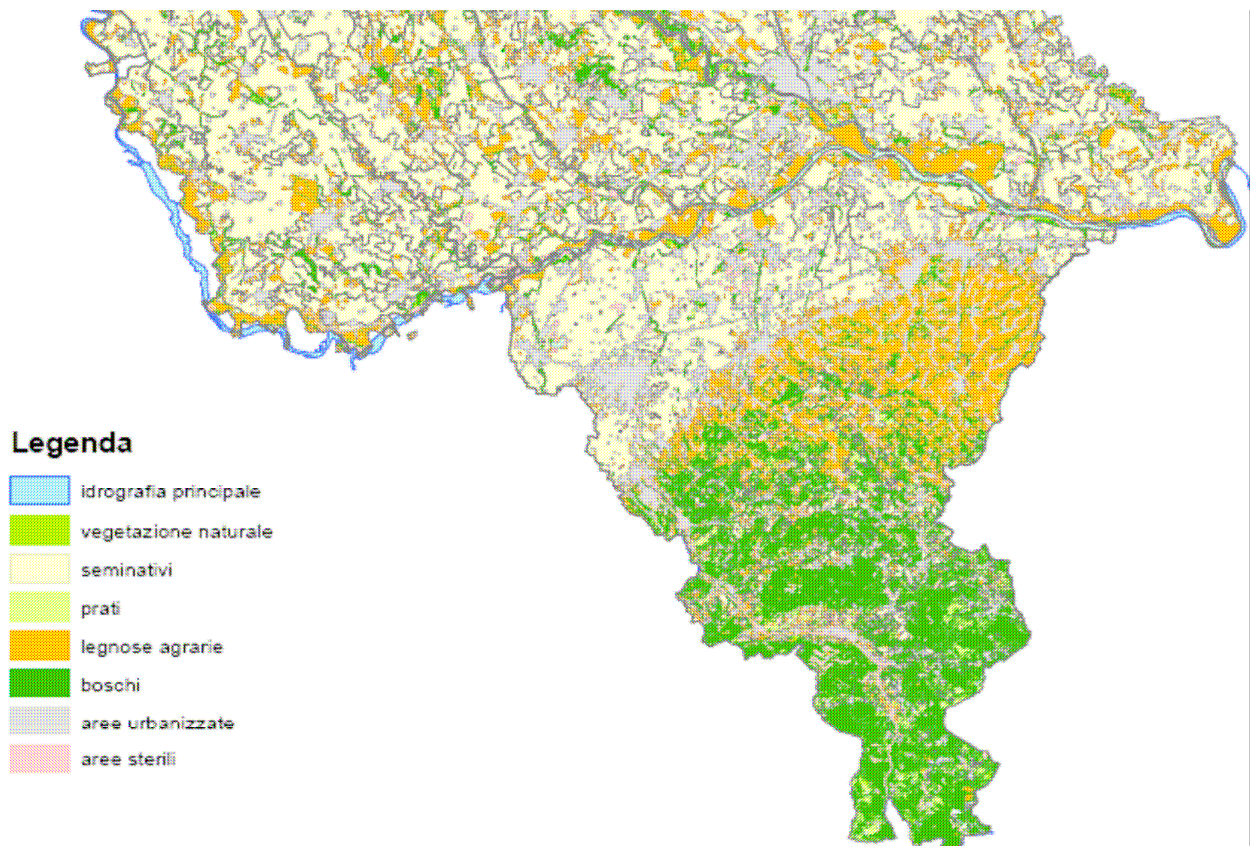 Legenda
idrografia principale
vegetazione naturale
seminativi
prati
legnose agrarie
boschi
aree urbanizzate
aree sterili